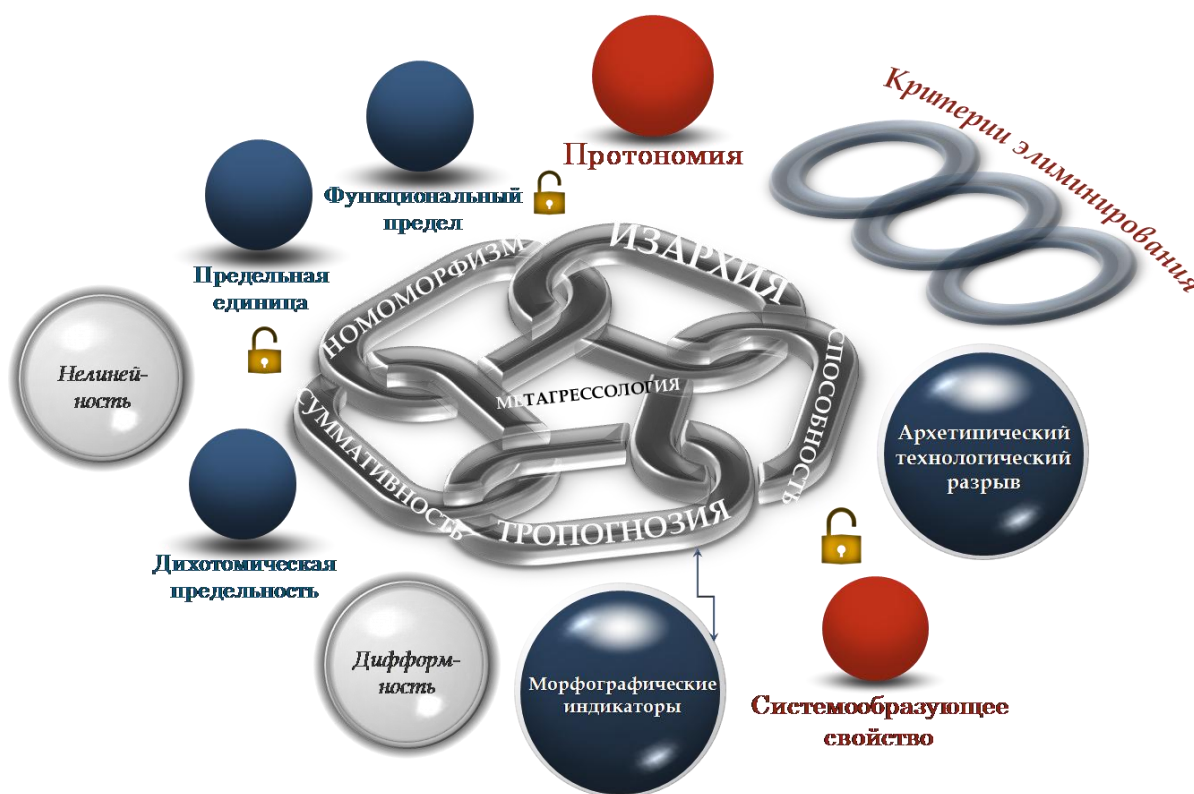 Протономия
Критерии элиминирования
Функциональный
предел
Предельная
единица
НОМОМОРФИЗМ
ИЗАРХИЯ
СПОСОБНОСТЬ
МЕТАГРЕССОЛОГИЯ
СУММАТИВНОСТЬ
ТРОПОГНОЗИЯ
Нелиней-
ность
Архетипический
технологический
разрыв
Дихотомическая
предельность
Дифформ-
ность
Морфографические
индикаторы
Системообразующее
свойство